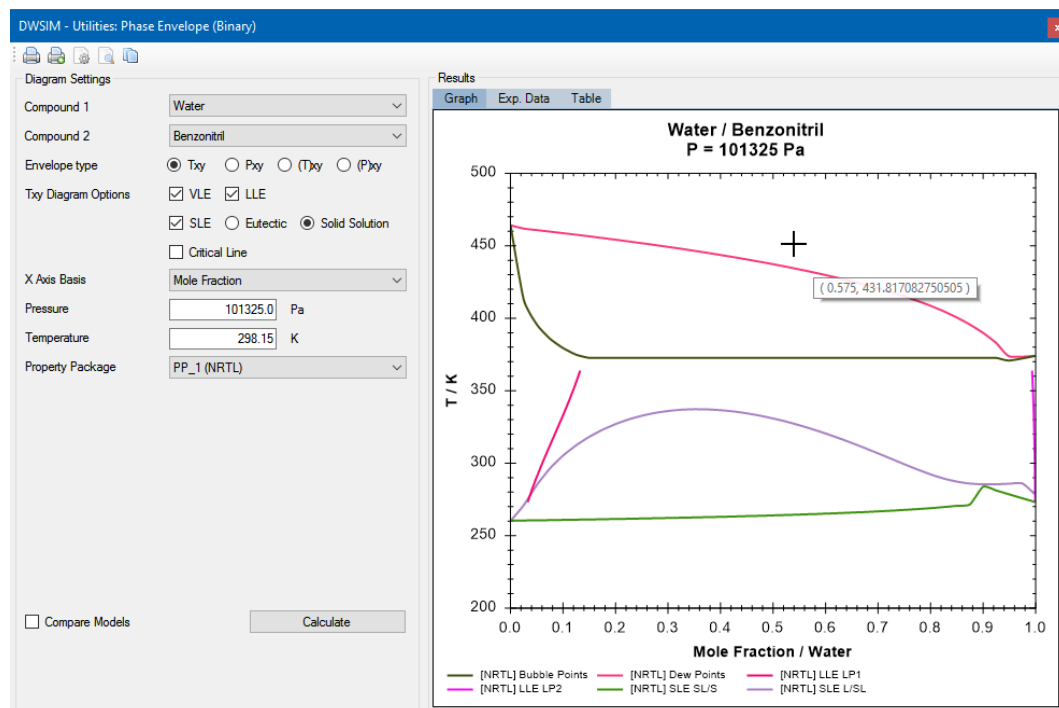 DWSIM - Utilities: Phase Envelope (Binary)
x
Diagram Settings
Compound 1 Water
Compound 2 Benzonitril
Envelope type Txy Pxy (T)xy (P)xy
Txy Diagram Options VLE LLE
SLE Eutectic Solid Solution
Critical Line
X Axis Basis Mole Fraction
Pressure 101325.0 Pa
Temperature 298.15 K
Property Package PP_1 (NRTL)
Compare Models Calculate
Results
Graph Exp. Data Table
Water / Benzonitril
P = 101325 Pa
500
450
400
350
300
250
200
T / K
( 0.575, 431.817082750505 )
0.0 0.1 0.2 0.3 0.4 0.5 0.6 0.7 0.8 0.9 1.0
Mole Fraction / Water
[NRTL] Bubble Points [NRTL] Dew Points [NRTL] LLE LP1
[NRTL] LLE LP2 [NRTL] SLE SL/S [NRTL] SLE L/SL